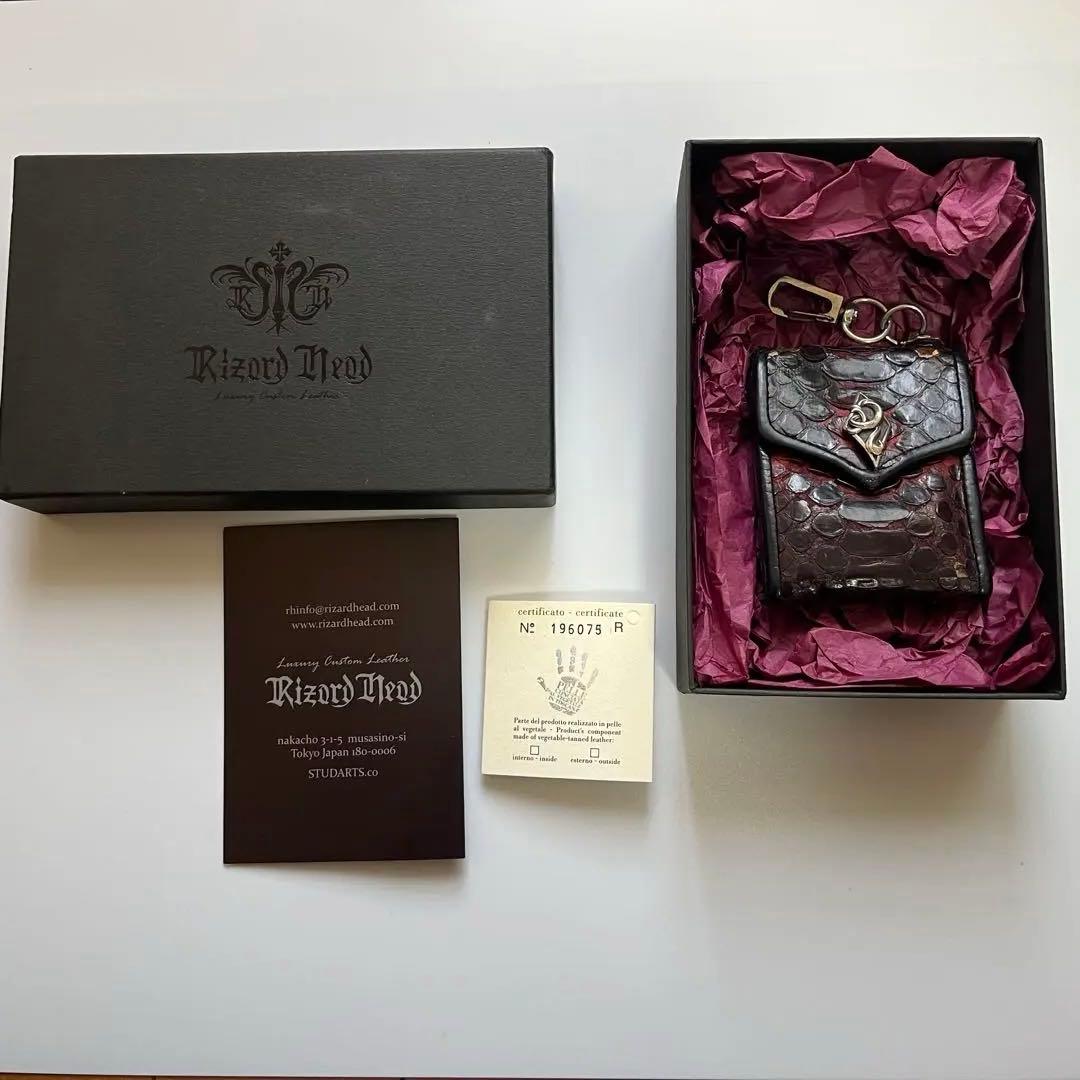 R H
Rizard Head
Luxury Custom Leather
rhinfo@rizardhead.com
www.rizardhead.com
Luxury Custom Leather
Rizard Head
nakacho 3-1-5 musasino-si
Tokyo Japan 180-0006
STUDARTS.co
certificato - certificate
Nº 196075 R
Parte del prodotto realizzato in pelle
al vegetale - Product's component
made of vegetable-tanned leather:
interno - inside esterno - outside